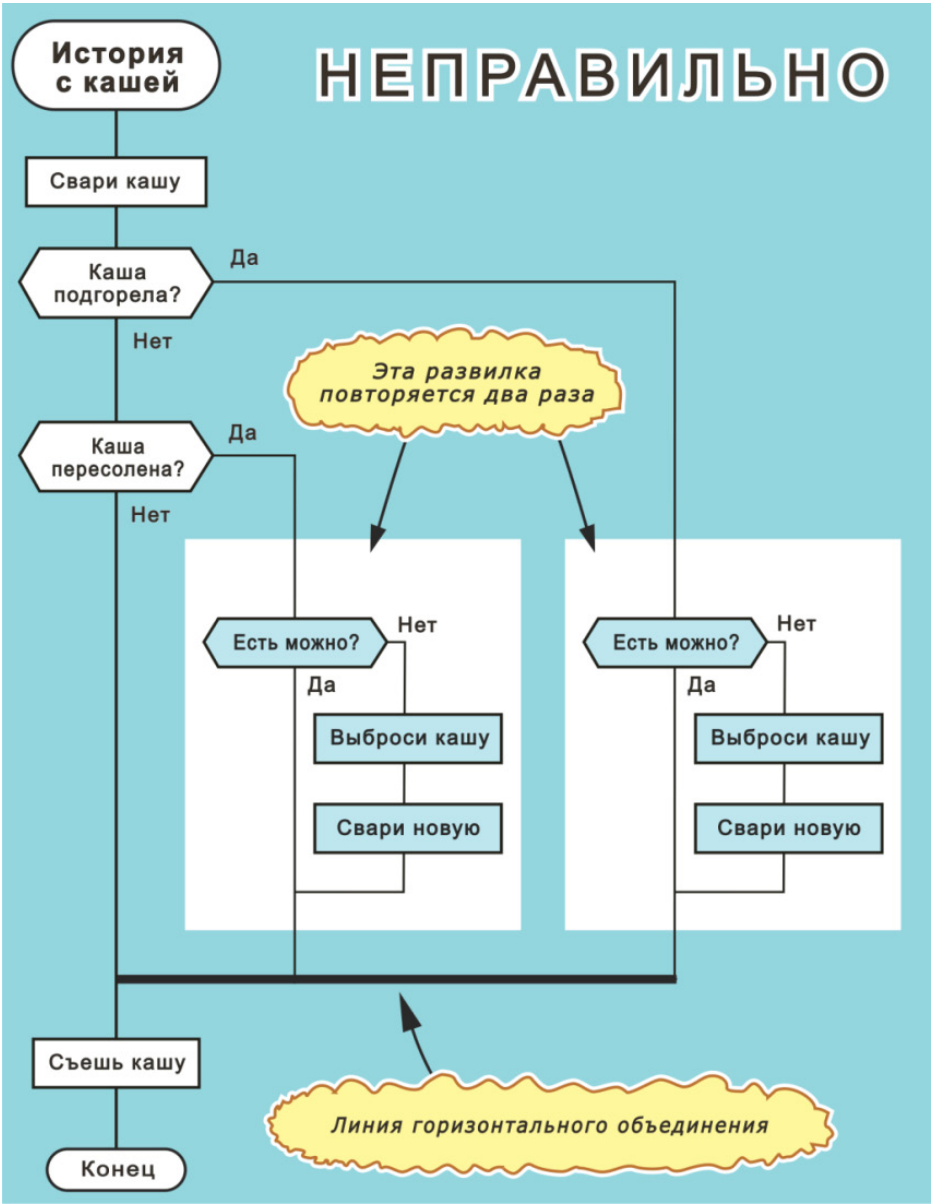 История
с кашей
НЕПРАВИЛЬНО
Свари кашу
Каша
подгорела?
Да
Нет
Эта развилка
повторяется два раза
Каша
пересолена?
Да
Нет
Есть можно?
Нет
Да
Выброси кашу
Свари новую
Есть можно?
Нет
Да
Выброси кашу
Свари новую
Съешь кашу
Линия горизонтального объединения
Конец